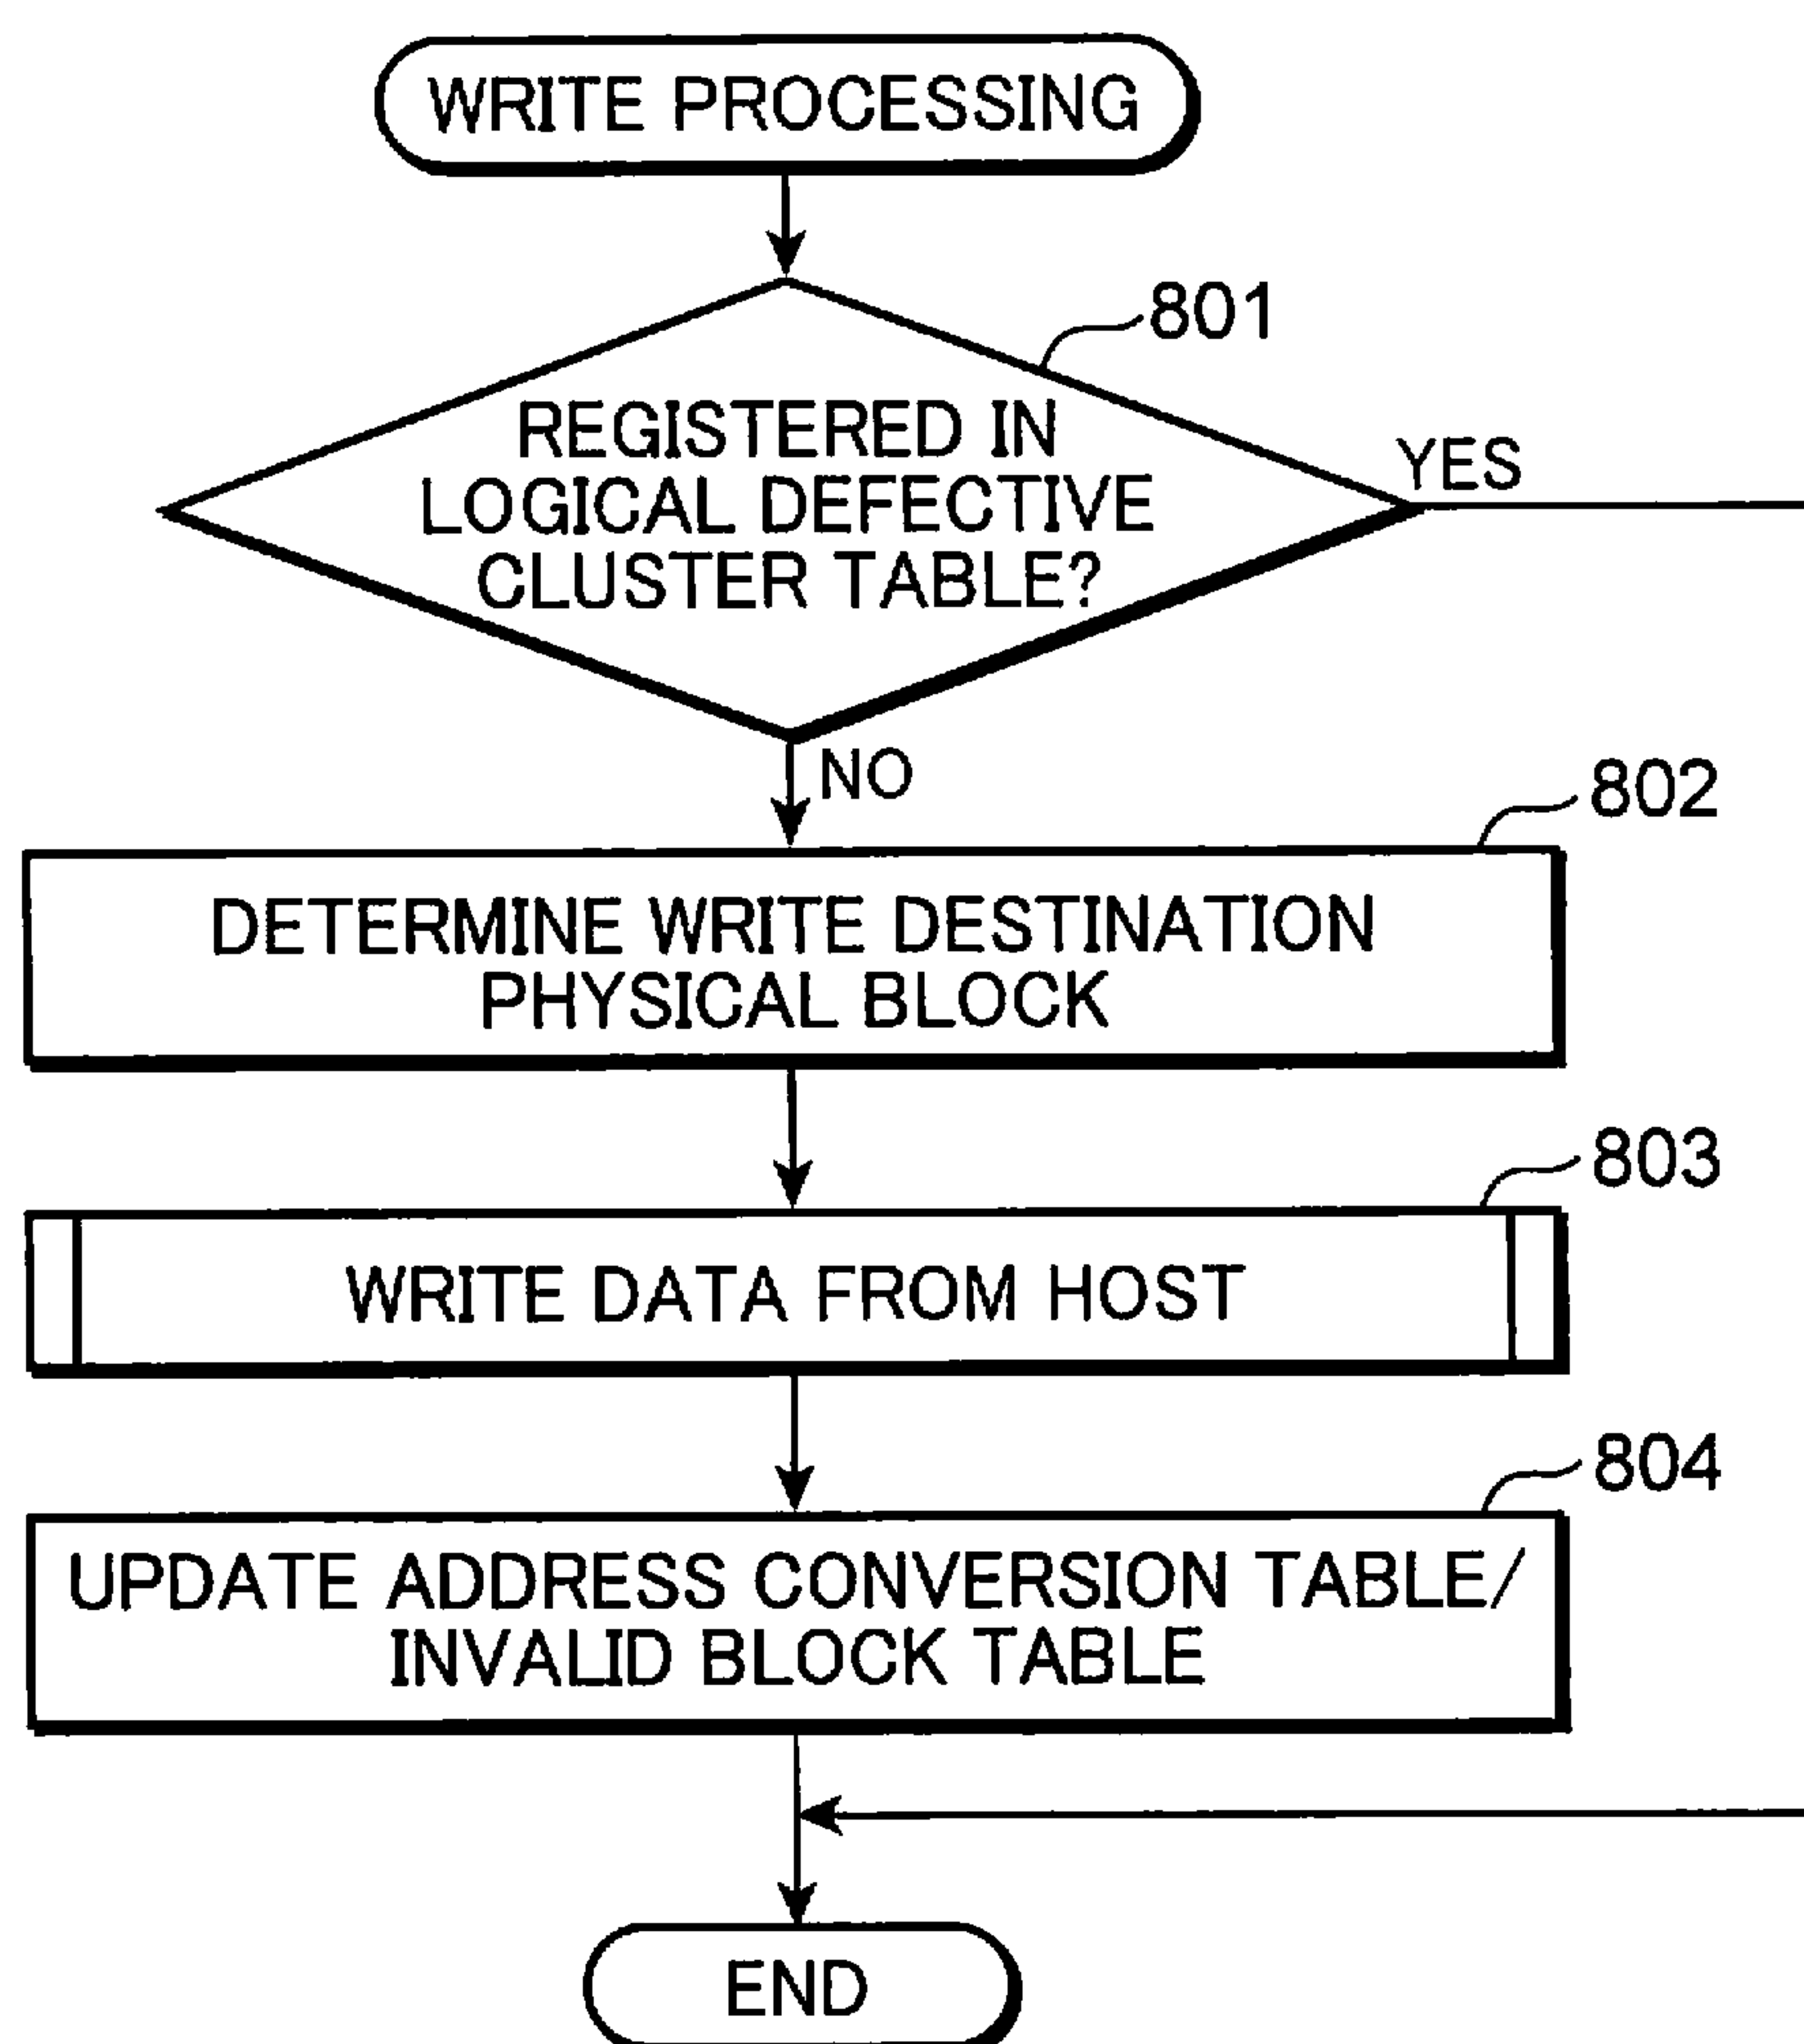 WRITE PROCESSING
801
REGISTERED IN
LOGICAL DEFECTIVE
CLUSTER TABLE?
YES
NO
802
DETERMINE WRITE DESTINATION
PHYSICAL BLOCK
803
WRITE DATA FROM HOST
804
UPDATE ADDRESS CONVERSION TABLE/
INVALID BLOCK TABLE
END